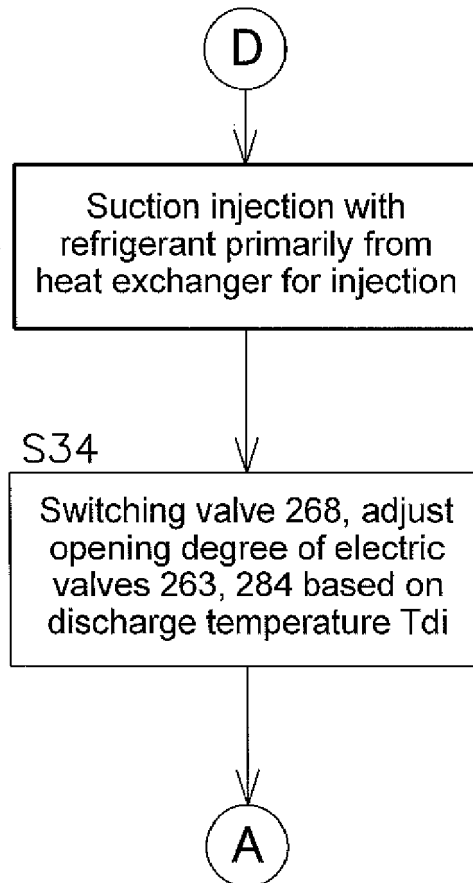 D
Suction injection with
refrigerant primarily from
heat exchanger for injection
S34
Switching valve 268, adjust
opening degree of electric
valves 263, 284 based on
discharge temperature Tdi
A